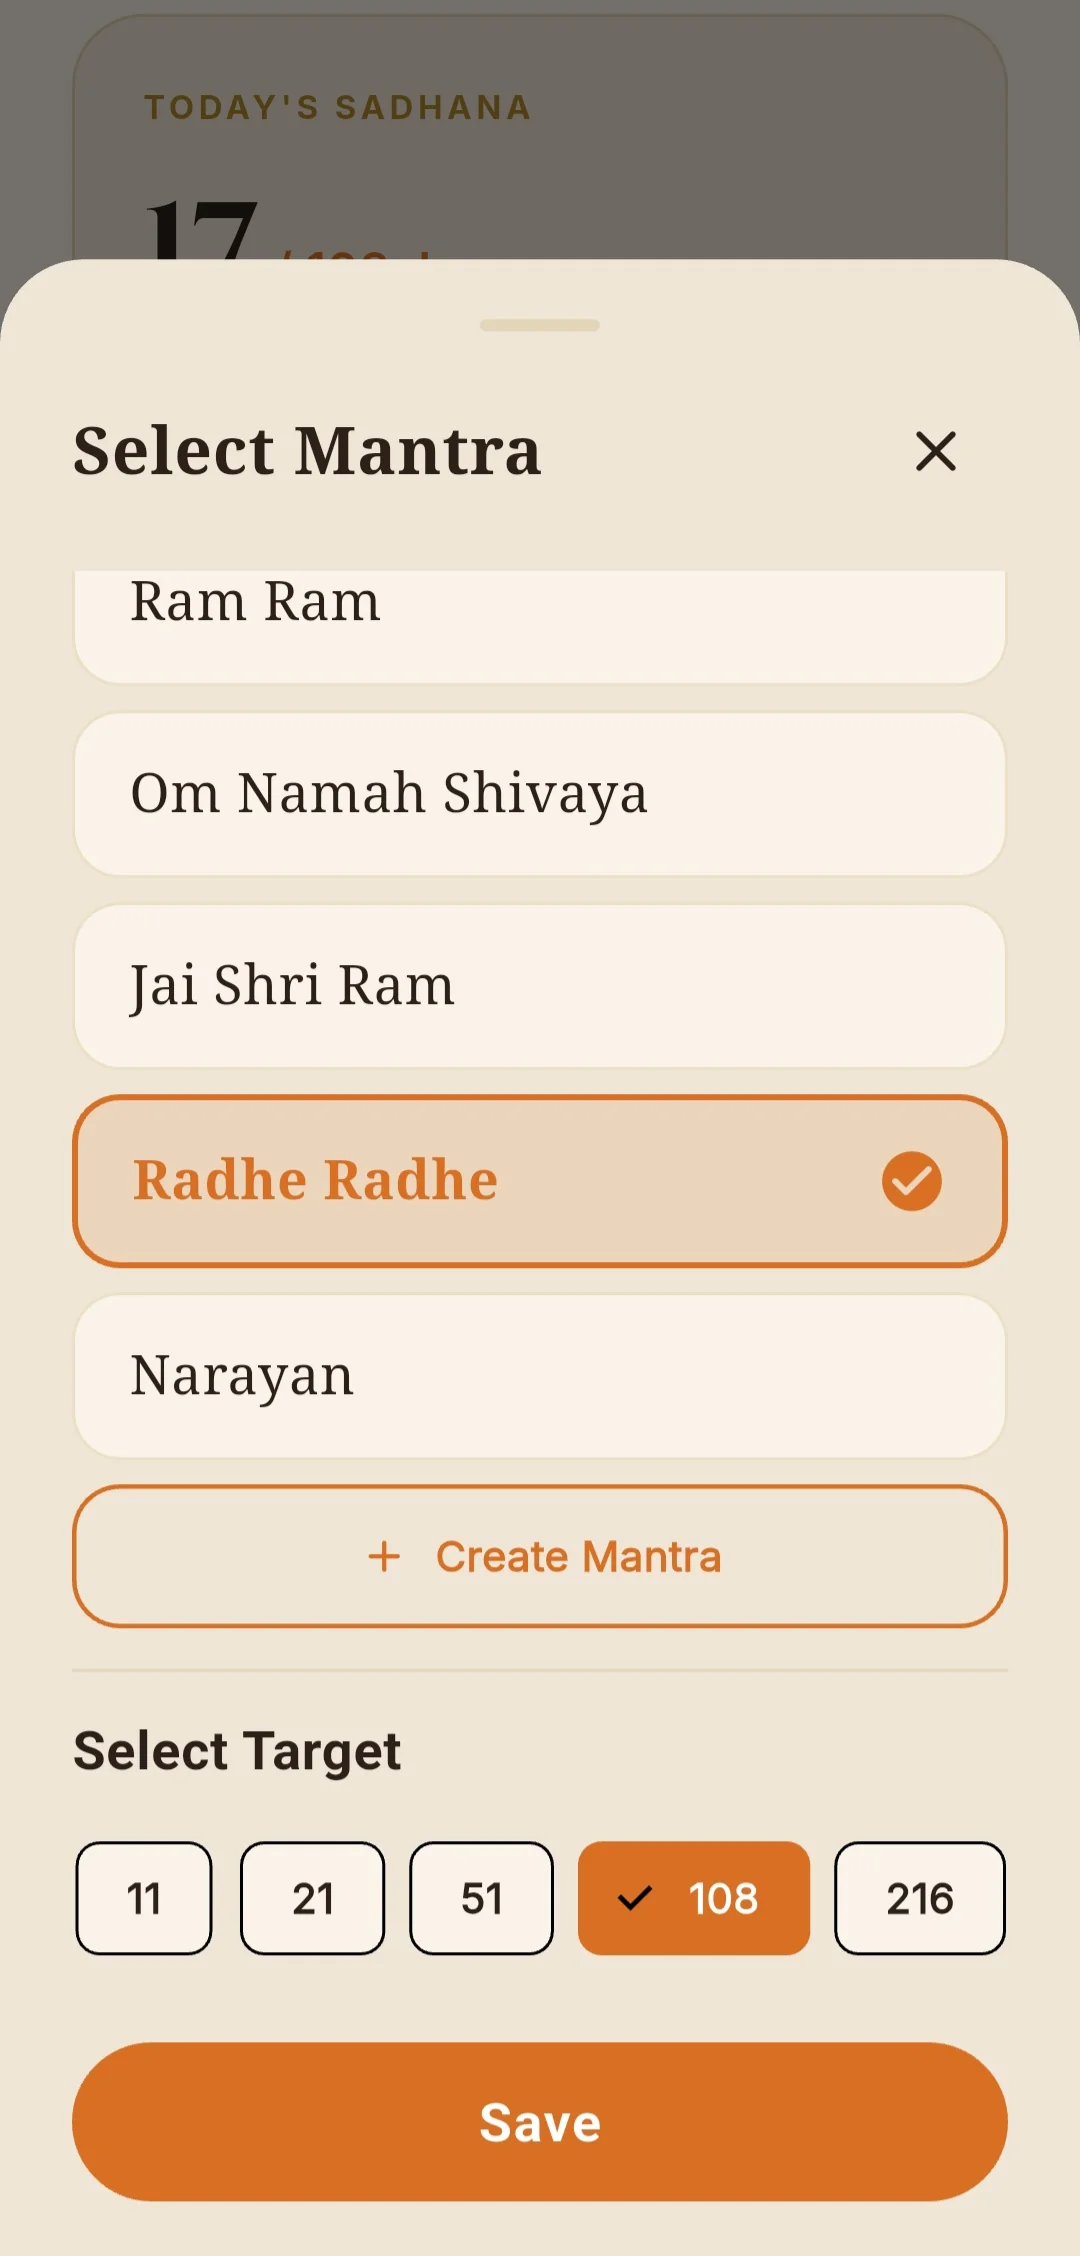 TODAY'S SADHANA
17
Select Mantra
Ram Ram
Om Namah Shivaya
Jai Shri Ram
Radhe Radhe
Narayan
+ Create Mantra
Select Target
11 21 51 108 216
Save